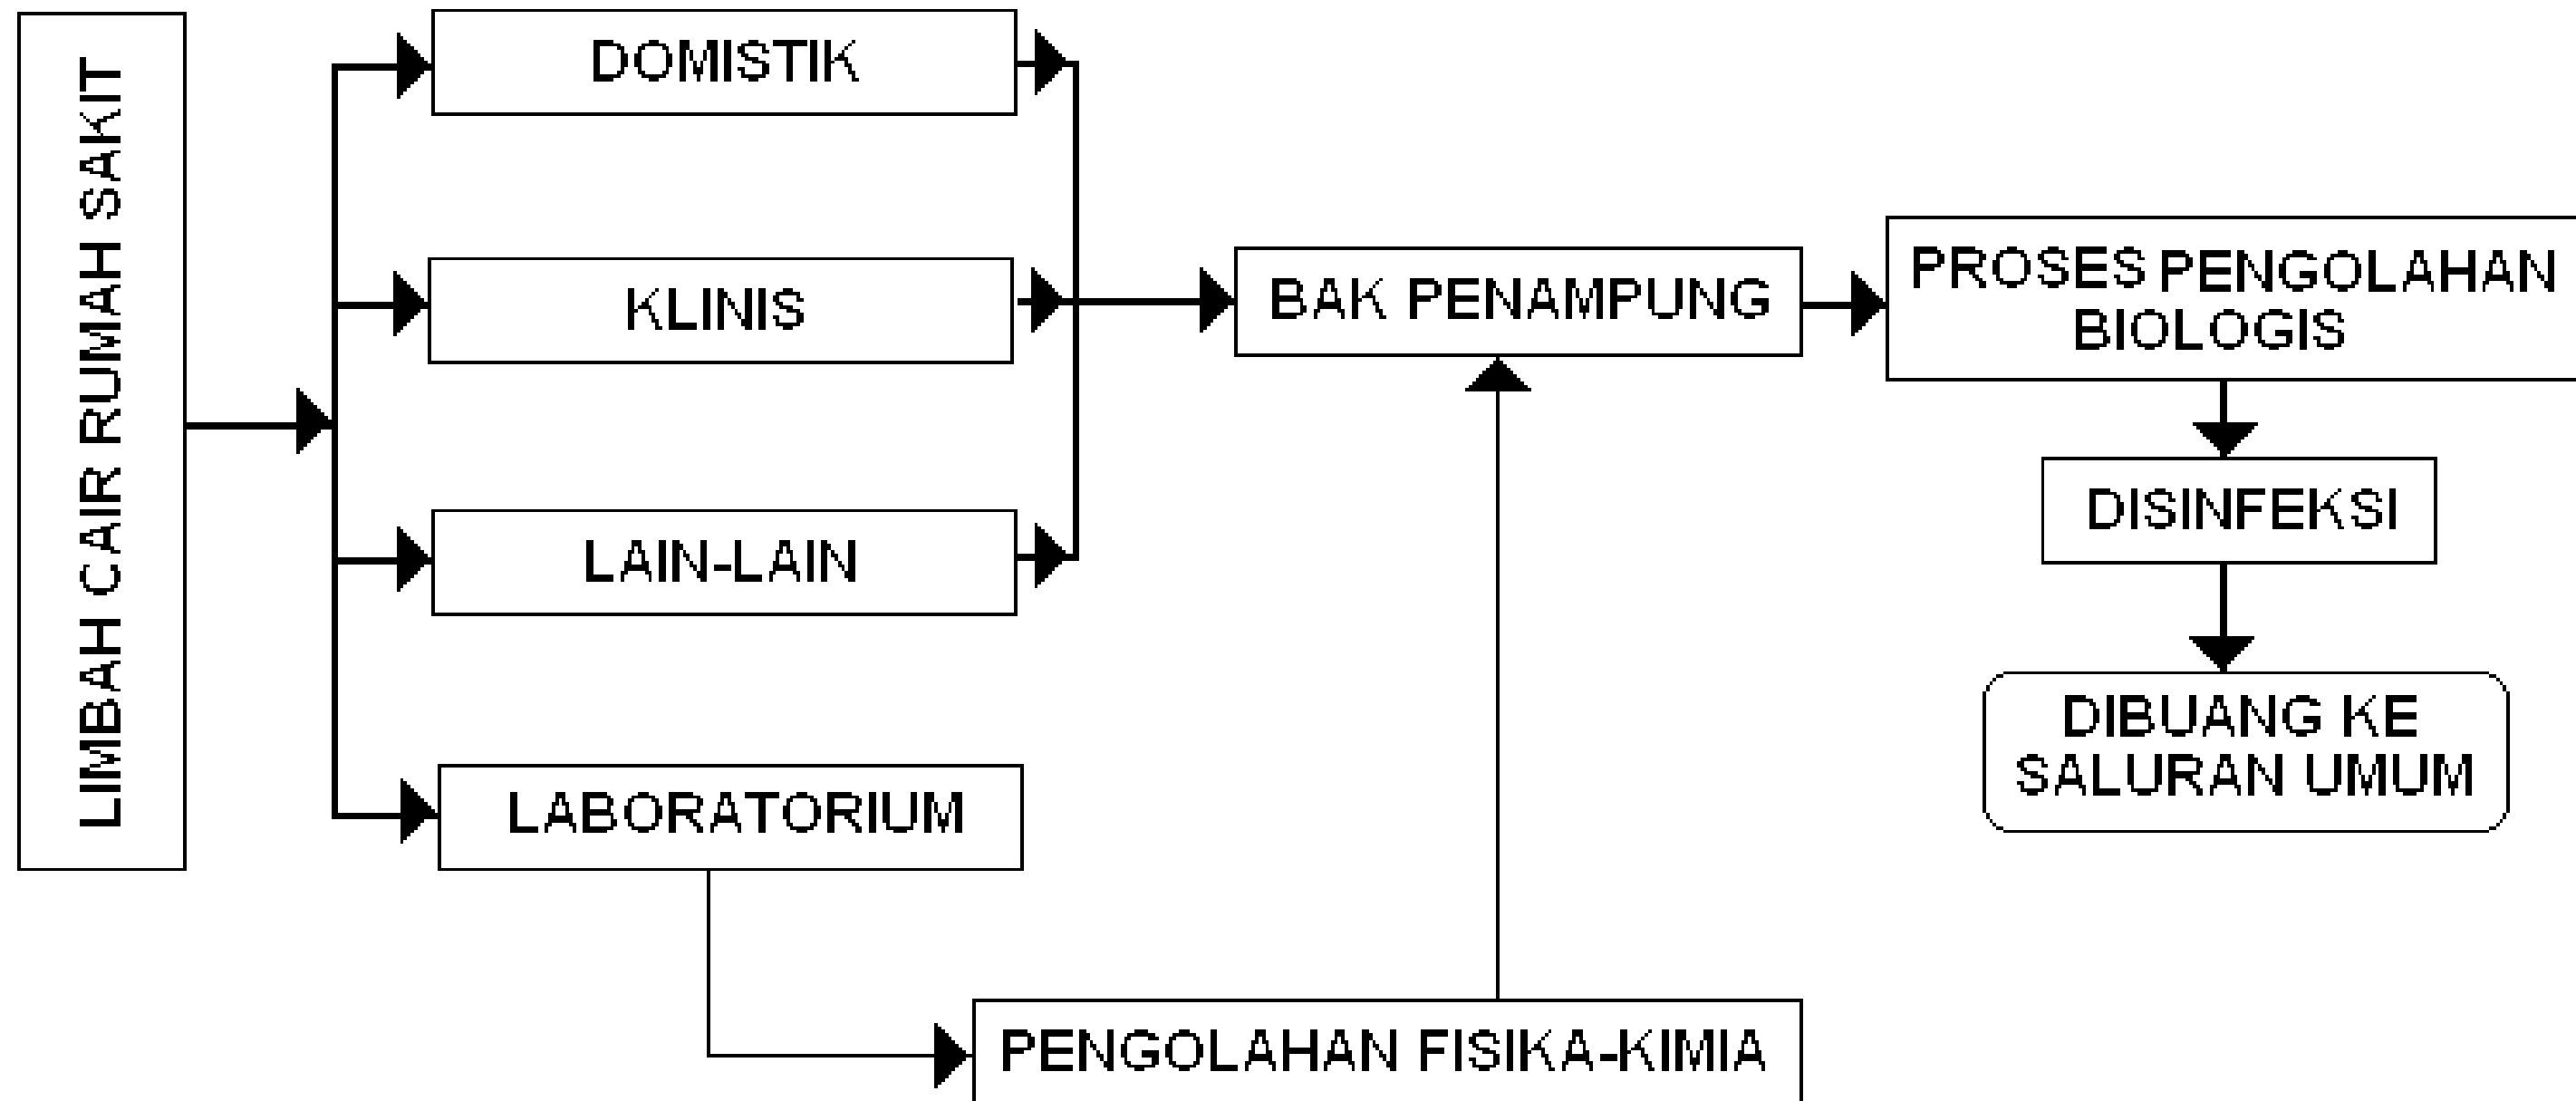 LIMBAH CAIR RUMAH SAKIT
DOMISTIK
KLINIS
LAIN-LAIN
LABORATORIUM
BAK PENAMPUNG
PENGOLAHAN FISIKA-KIMIA
PROSES PENGOLAHAN
BIOLOGIS
DISINFEKSI
DIBUANG KE
SALURAN UMUM